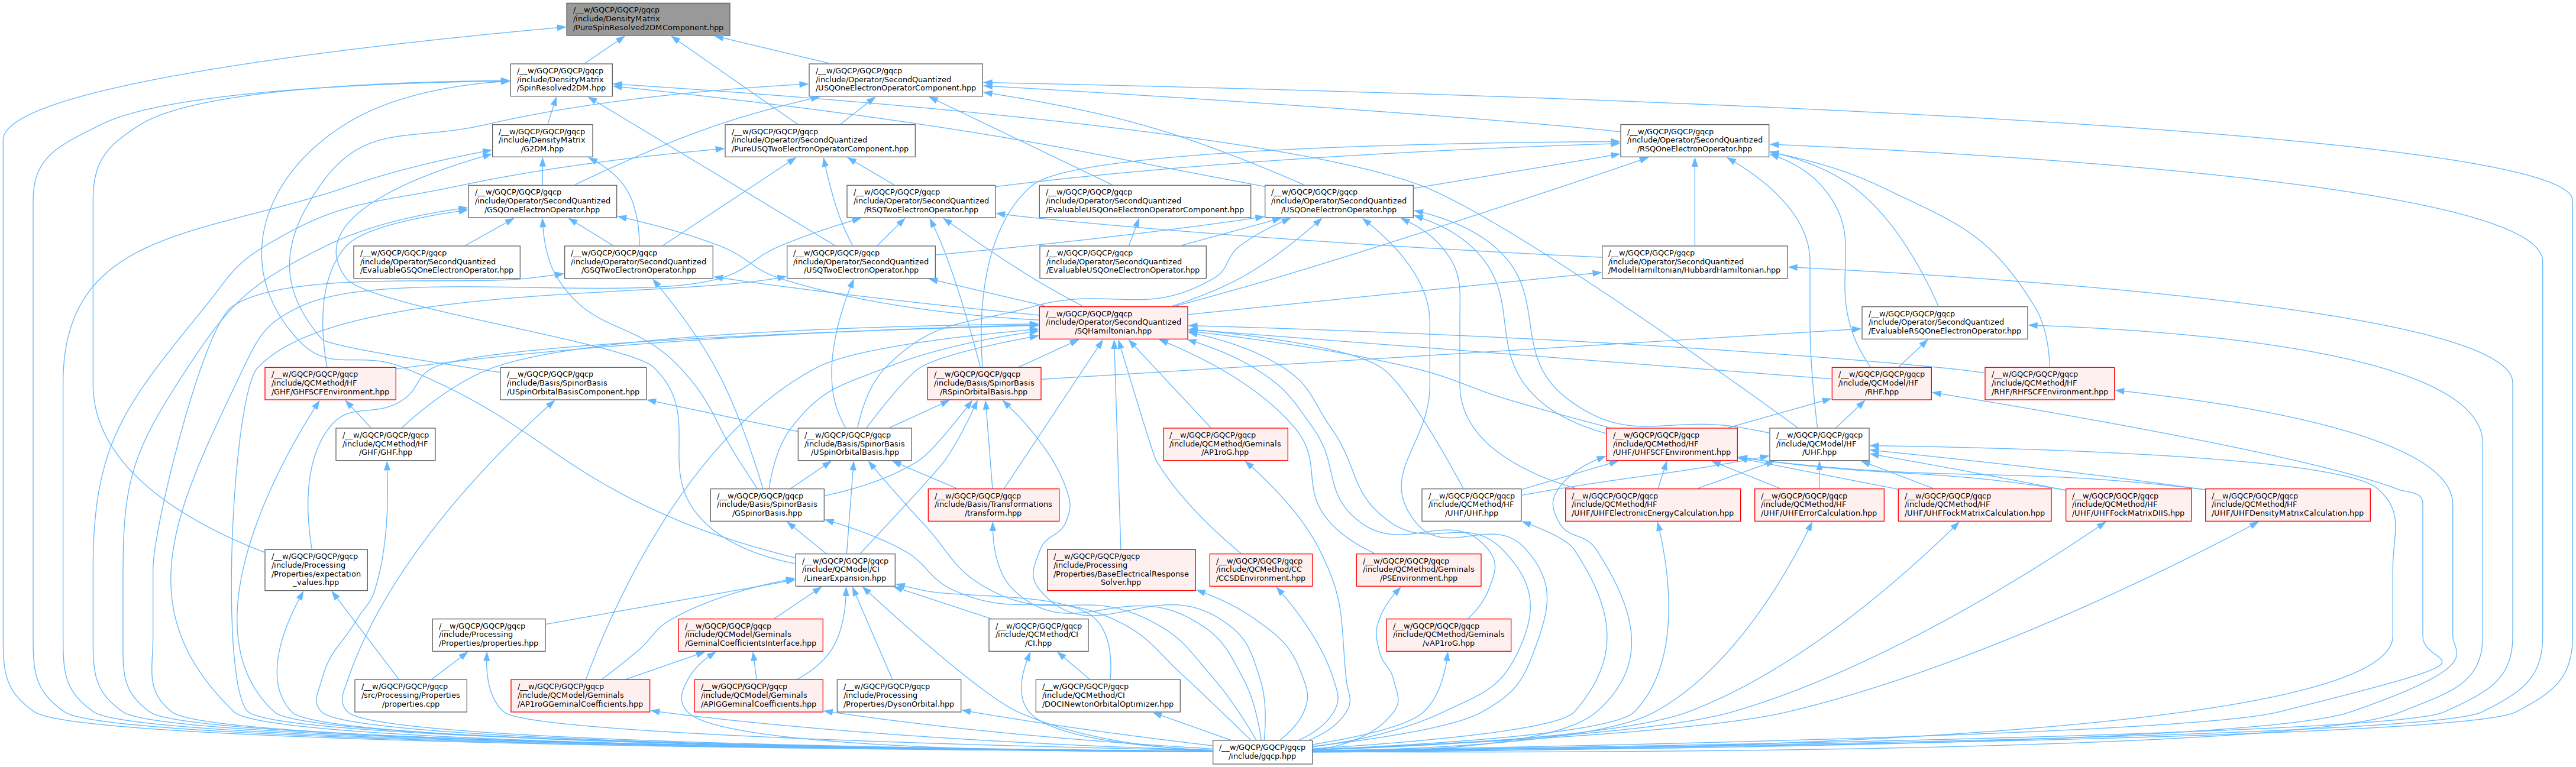 /__w/GQCP/GQCP/gqcp
/include/DensityMatrix
/PureSpinResolved2DMComponent.hpp
/__w/GQCP/GQCP/gqcp
/include/DensityMatrix
/SpinResolved2DM.hpp
/__w/GQCP/GQCP/gqcp
/include/Operator/SecondQuantized
/USQOneElectronOperatorComponent.hpp
/__w/GQCP/GQCP/gqcp
/include/DensityMatrix
/G2DM.hpp
/__w/GQCP/GQCP/gqcp
/include/Operator/SecondQuantized
/PureUSQTwoElectronOperatorComponent.hpp
/__w/GQCP/GQCP/gqcp
/include/Operator/SecondQuantized
/RSQOneElectronOperator.hpp
/__w/GQCP/GQCP/gqcp
/include/Operator/SecondQuantized
/GSQOneElectronOperator.hpp
/__w/GQCP/GQCP/gqcp
/include/Operator/SecondQuantized
/RSQTwoElectronOperator.hpp
/__w/GQCP/GQCP/gqcp
/include/Operator/SecondQuantized
/EvaluableUSQOneElectronOperatorComponent.hpp
/__w/GQCP/GQCP/gqcp
/include/Operator/SecondQuantized
/USQOneElectronOperator.hpp
/__w/GQCP/GQCP/gqcp
/include/Operator/SecondQuantized
/EvaluableGSQOneElectronOperator.hpp
/__w/GQCP/GQCP/gqcp
/include/Operator/SecondQuantized
/GSQTwoElectronOperator.hpp
/__w/GQCP/GQCP/gqcp
/include/Operator/SecondQuantized
/USQTwoElectronOperator.hpp
/__w/GQCP/GQCP/gqcp
/include/Operator/SecondQuantized
/EvaluableUSQOneElectronOperator.hpp
/__w/GQCP/GQCP/gqcp
/include/Operator/SecondQuantized
/ModelHamiltonian/HubbardHamiltonian.hpp
/__w/GQCP/GQCP/gqcp
/include/Operator/SecondQuantized
/SQHamiltonian.hpp
/__w/GQCP/GQCP/gqcp
/include/Operator/SecondQuantized
/EvaluableRSQOneElectronOperator.hpp
/__w/GQCP/GQCP/gqcp
/include/QCMethod/HF
/GHF/GHFSCFEnvironment.hpp
/__w/GQCP/GQCP/gqcp
/include/Basis/SpinorBasis
/USpinOrbitalBasisComponent.hpp
/__w/GQCP/GQCP/gqcp
/include/Basis/SpinorBasis
/RSpinOrbitalBasis.hpp
/__w/GQCP/GQCP/gqcp
/include/QCModel/HF
/RHF.hpp
/__w/GQCP/GQCP/gqcp
/include/QCMethod/HF
/RHF/RHFSCFEnvironment.hpp
/__w/GQCP/GQCP/gqcp
/include/QCMethod/HF
/GHF/GHF.hpp
/__w/GQCP/GQCP/gqcp
/include/Basis/SpinorBasis
/USpinOrbitalBasis.hpp
/__w/GQCP/GQCP/gqcp
/include/QCMethod/Geminals
/AP1roG.hpp
/__w/GQCP/GQCP/gqcp
/include/QCMethod/HF
/UHF/UHFSCFEnvironment.hpp
/__w/GQCP/GQCP/gqcp
/include/QCModel/HF
/UHF.hpp
/__w/GQCP/GQCP/gqcp
/include/Basis/SpinorBasis
/GSpinorBasis.hpp
/__w/GQCP/GQCP/gqcp
/include/Basis/Transformations
/transform.hpp
/__w/GQCP/GQCP/gqcp
/include/QCMethod/HF
/UHF/UHF.hpp
/__w/GQCP/GQCP/gqcp
/include/QCMethod/HF
/UHF/UHFElectronicEnergyCalculation.hpp
/__w/GQCP/GQCP/gqcp
/include/QCMethod/HF
/UHF/UHFErrorCalculation.hpp
/__w/GQCP/GQCP/gqcp
/include/QCMethod/HF
/UHF/UHFFockMatrixCalculation.hpp
/__w/GQCP/GQCP/gqcp
/include/QCMethod/HF
/UHF/UHFFockMatrixDIIS.hpp
/__w/GQCP/GQCP/gqcp
/include/QCMethod/HF
/UHF/UHFDensityMatrixCalculation.hpp
/__w/GQCP/GQCP/gqcp
/include/Processing
/Properties/expectation
_values.hpp
/__w/GQCP/GQCP/gqcp
/include/QCModel/CI
/LinearExpansion.hpp
/__w/GQCP/GQCP/gqcp
/include/Processing
/Properties/BaseElectricalResponse
Solver.hpp
/__w/GQCP/GQCP/gqcp
/include/QCMethod/CC
/CCSDEnvironment.hpp
/__w/GQCP/GQCP/gqcp
/include/QCMethod/Geminals
/PSEnvironment.hpp
/__w/GQCP/GQCP/gqcp
/include/Processing
/Properties/properties.hpp
/__w/GQCP/GQCP/gqcp
/include/QCModel/Geminals
/GeminalCoefficientsInterface.hpp
/__w/GQCP/GQCP/gqcp
/include/QCMethod/CI
/CI.hpp
/__w/GQCP/GQCP/gqcp
/include/QCMethod/Geminals
/vAP1roG.hpp
/__w/GQCP/GQCP/gqcp
/src/Processing/Properties
/properties.cpp
/__w/GQCP/GQCP/gqcp
/include/QCModel/Geminals
/AP1roGGeminalCoefficients.hpp
/__w/GQCP/GQCP/gqcp
/include/QCModel/Geminals
/APIGGeminalCoefficients.hpp
/__w/GQCP/GQCP/gqcp
/include/Processing
/Properties/DysonOrbital.hpp
/__w/GQCP/GQCP/gqcp
/include/QCMethod/CI
/DOCINewtonOrbitalOptimizer.hpp
/__w/GQCP/GQCP/gqcp
/include/gqcp.hpp